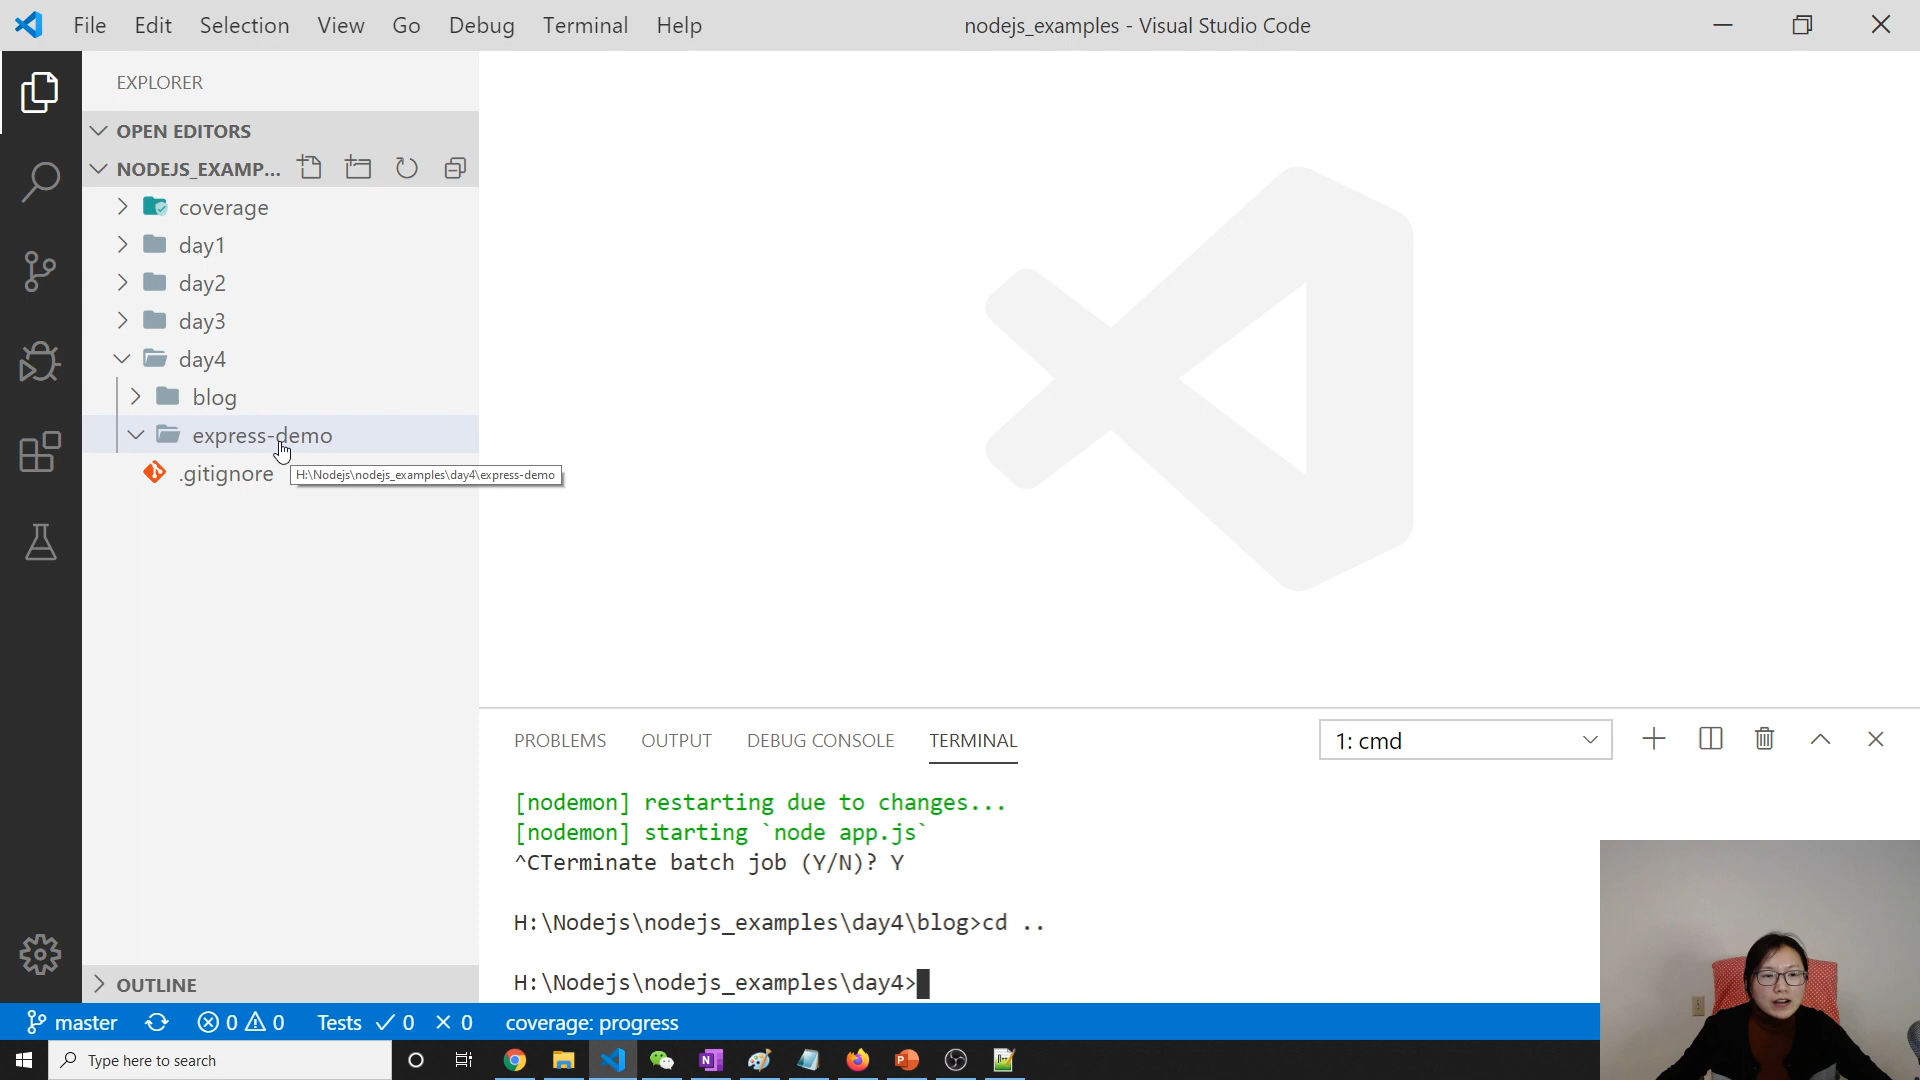 File Edit Selection View Go Debug Terminal Help
nodejs_examples - Visual Studio Code
EXPLORER
OPEN EDITORS
NODEJS_EXAMP...
coverage
day1
day2
day3
day4
blog
express-demo
.gitignore
H:\Nodejs\nodejs_examples\day4\express-demo
OUTLINE
PROBLEMS OUTPUT DEBUG CONSOLE TERMINAL
1: cmd
[nodemon] restarting due to changes...
[nodemon] starting `node app.js`
^CTerminate batch job (Y/N)? Y
H:\Nodejs\nodejs_examples\day4\blog>cd ..
H:\Nodejs\nodejs_examples\day4>
master 0 0 Tests 0 0 coverage: progress
Type here to search